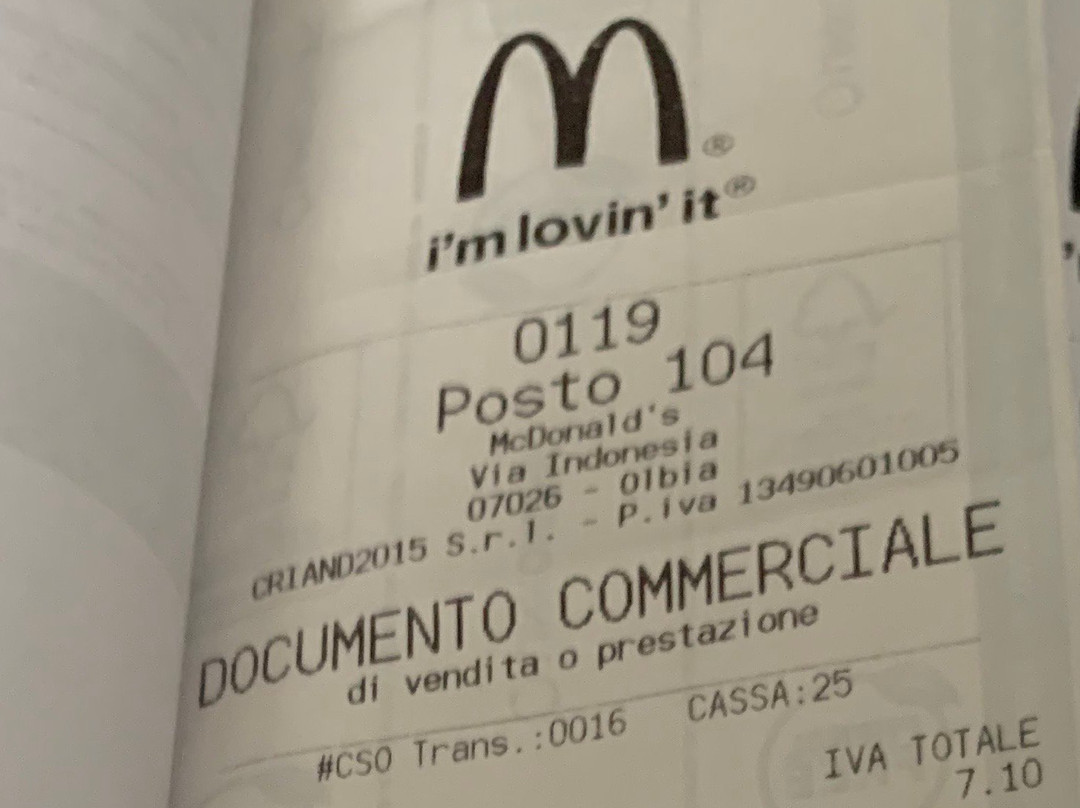 i'm lovin' it®
0119
Posto 104
McDonald's
Via Indonesia
07026 - Olbia
CRIAND2015 S.r.l. - P.iva 13490601005
DOCUMENTO COMMERCIALE
di vendita o prestazione
#CSO Trans.:0016 CASSA:25
IVA TOTALE
7.10